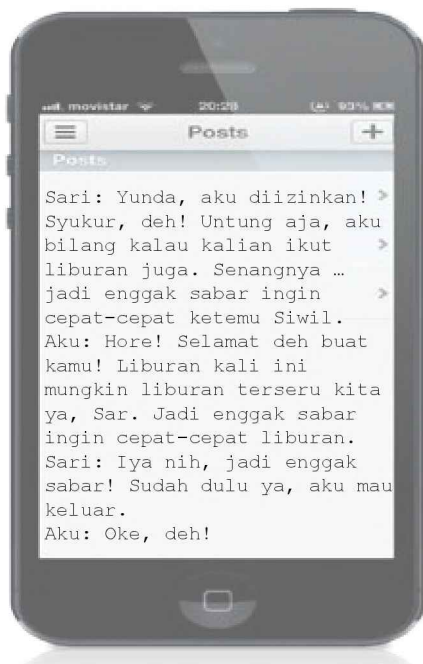 movistar 20:28 93%
Posts
Posts
Sari: Yunda, aku diizinkan!
Syukur, deh! Untung aja, aku
bilang kalau kalian ikut
liburan juga. Senangnya …
jadi enggak sabar ingin
cepat-cepat ketemu Siwil.
Aku: Hore! Selamat deh buat
kamu! Liburan kali ini
mungkin liburan terseru kita
ya, Sar. Jadi enggak sabar
ingin cepat-cepat liburan.
Sari: Iya nih, jadi enggak
sabar! Sudah dulu ya, aku mau
keluar.
Aku: Oke, deh!